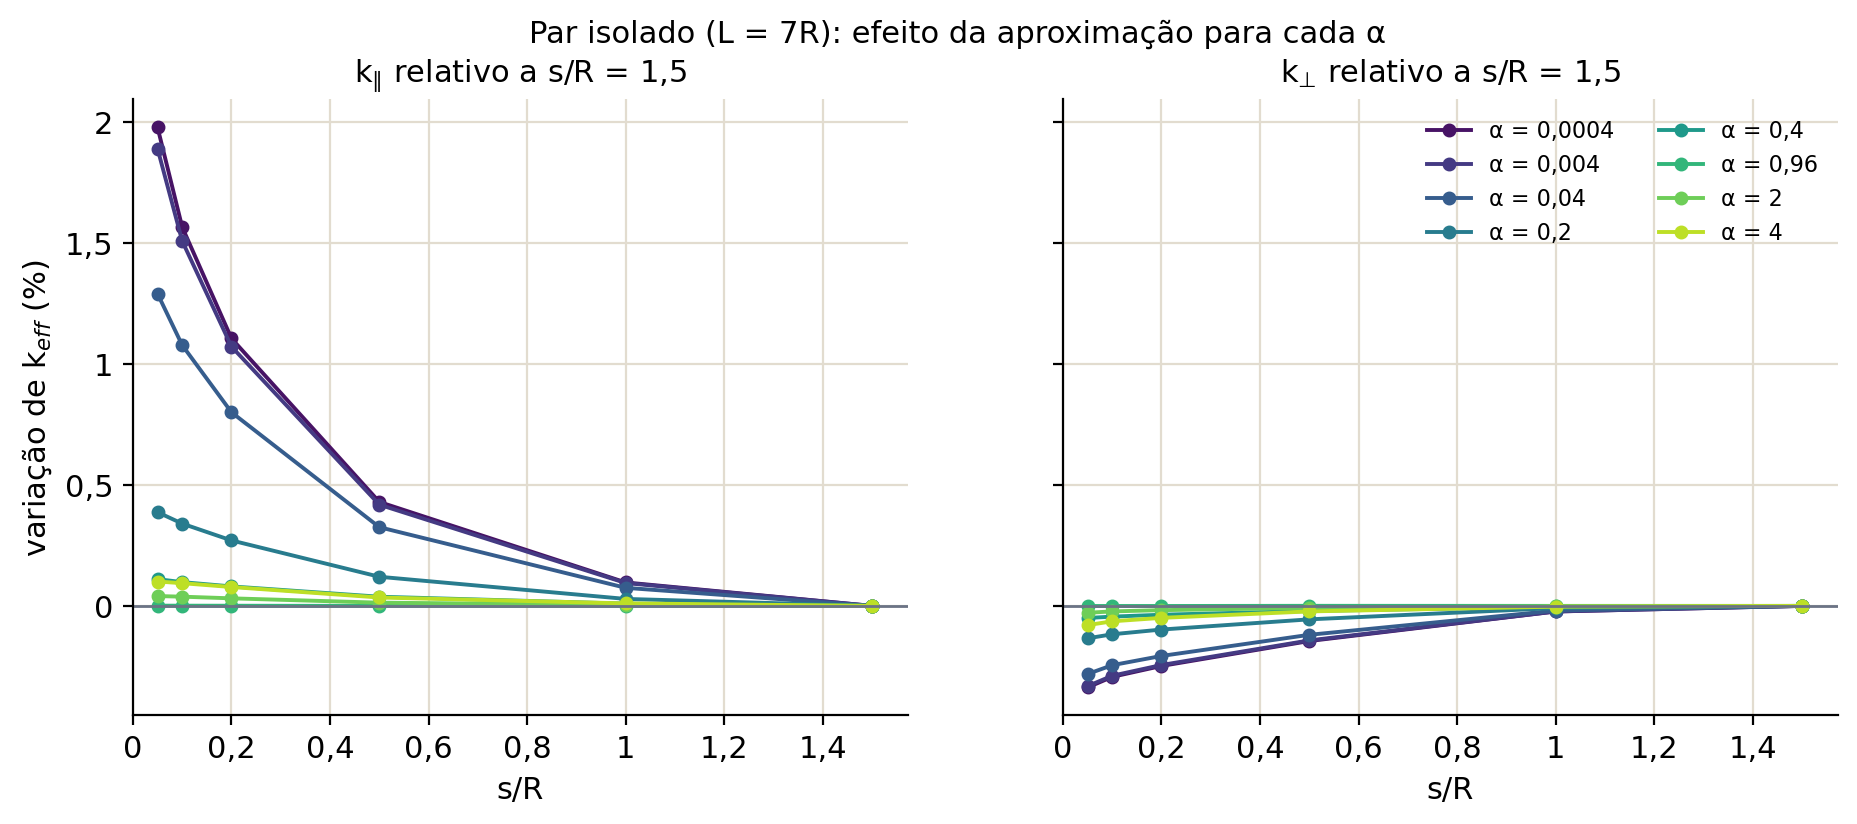 Par isolado (L = 7R): efeito da aproximação para cada α
k∥ relativo a s/R = 1,5
k⊥ relativo a s/R = 1,5
variação de keff (%)
2
1,5
1
0,5
0
0 0,2 0,4 0,6 0,8 1 1,2 1,4
s/R
α = 0,0004
α = 0,004
α = 0,04
α = 0,2
α = 0,4
α = 0,96
α = 2
α = 4
0 0,2 0,4 0,6 0,8 1 1,2 1,4
s/R